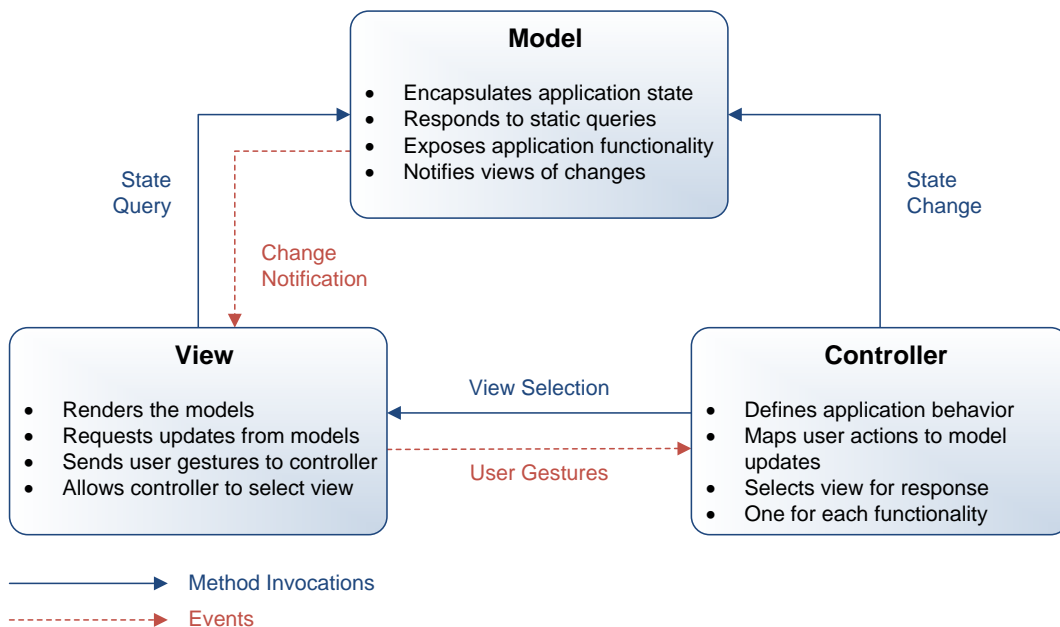 Model
• Encapsulates application state
• Responds to static queries
• Exposes application functionality
• Notifies views of changes
State
Query
State
Change
Change
Notification
View
• Renders the models
• Requests updates from models
• Sends user gestures to controller
• Allows controller to select view
View Selection
User Gestures
Controller
• Defines application behavior
• Maps user actions to model
updates
• Selects view for response
• One for each functionality
Method Invocations
Events